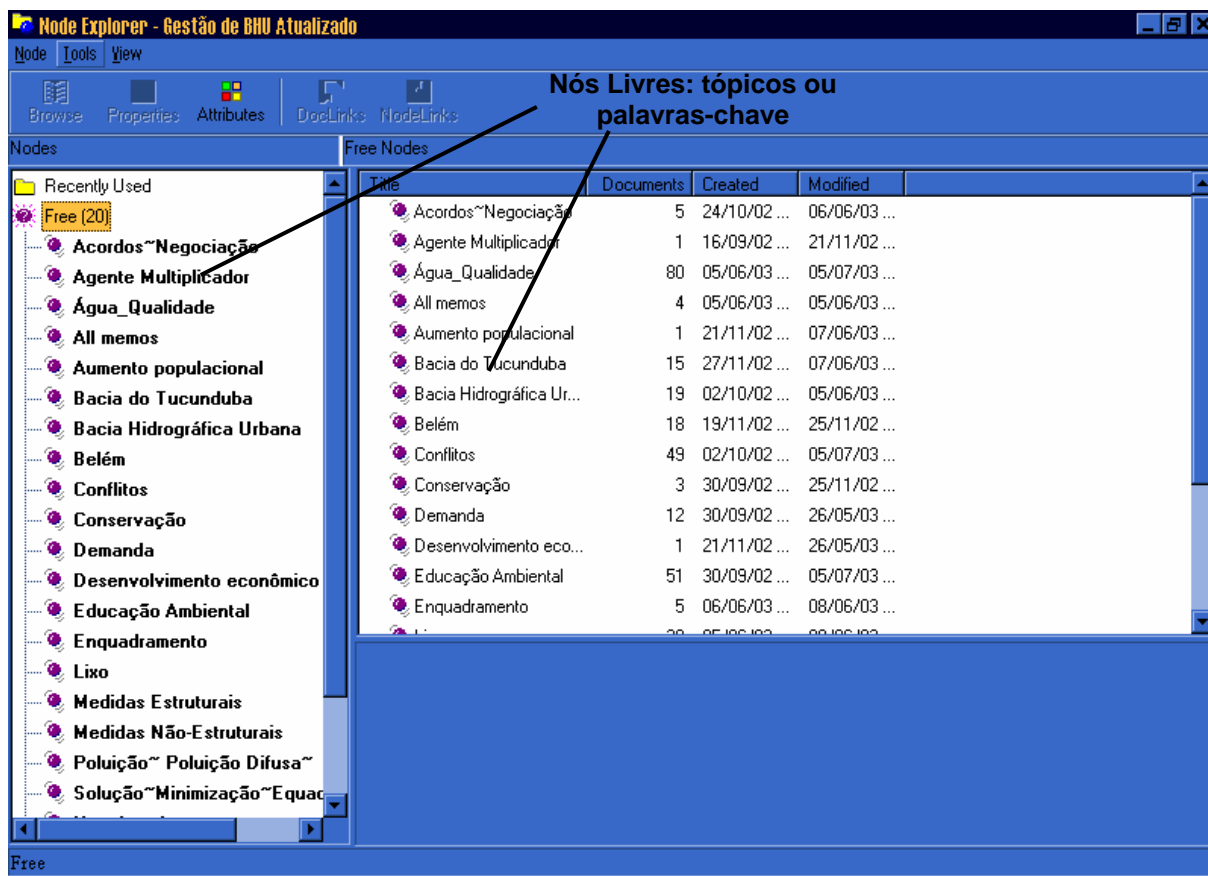 Node Explorer - Gestão de BHU Atualizado
Node Tools View
Browse Properties Attributes DocLinks NodeLinks
Nós Livres: tópicos ou
palavras-chave
Nodes
Free Nodes
Recently Used
Free (20)
Acordos~Negociação
Agente Multiplicador
Água_Qualidade
All memos
Aumento populacional
Bacia do Tucunduba
Bacia Hidrográfica Urbana
Belém
Conflitos
Conservação
Demanda
Desenvolvimento econômico
Educação Ambiental
Enquadramento
Lixo
Medidas Estruturais
Medidas Não-Estruturais
Poluição~ Poluição Difusa~
Solução~Minimização~Equac
Title Documents Created Modified
Acordos~Negociação 5 24/10/02 ... 06/06/03 ...
Agente Multiplicador 1 16/09/02 ... 21/11/02 ...
Água_Qualidade 80 05/06/03 ... 05/07/03 ...
All memos 4 05/06/03 ... 05/06/03 ...
Aumento populacional 1 21/11/02 ... 07/06/03 ...
Bacia do Tucunduba 15 27/11/02 ... 07/06/03 ...
Bacia Hidrográfica Ur... 19 02/10/02 ... 05/06/03 ...
Belém 18 19/11/02 ... 25/11/02 ...
Conflitos 49 02/10/02 ... 05/07/03 ...
Conservação 3 30/09/02 ... 25/11/02 ...
Demanda 12 30/09/02 ... 26/05/03 ...
Desenvolvimento eco... 1 21/11/02 ... 26/05/03 ...
Educação Ambiental 51 30/09/02 ... 05/07/03 ...
Enquadramento 5 06/06/03 ... 08/06/03 ...
Free